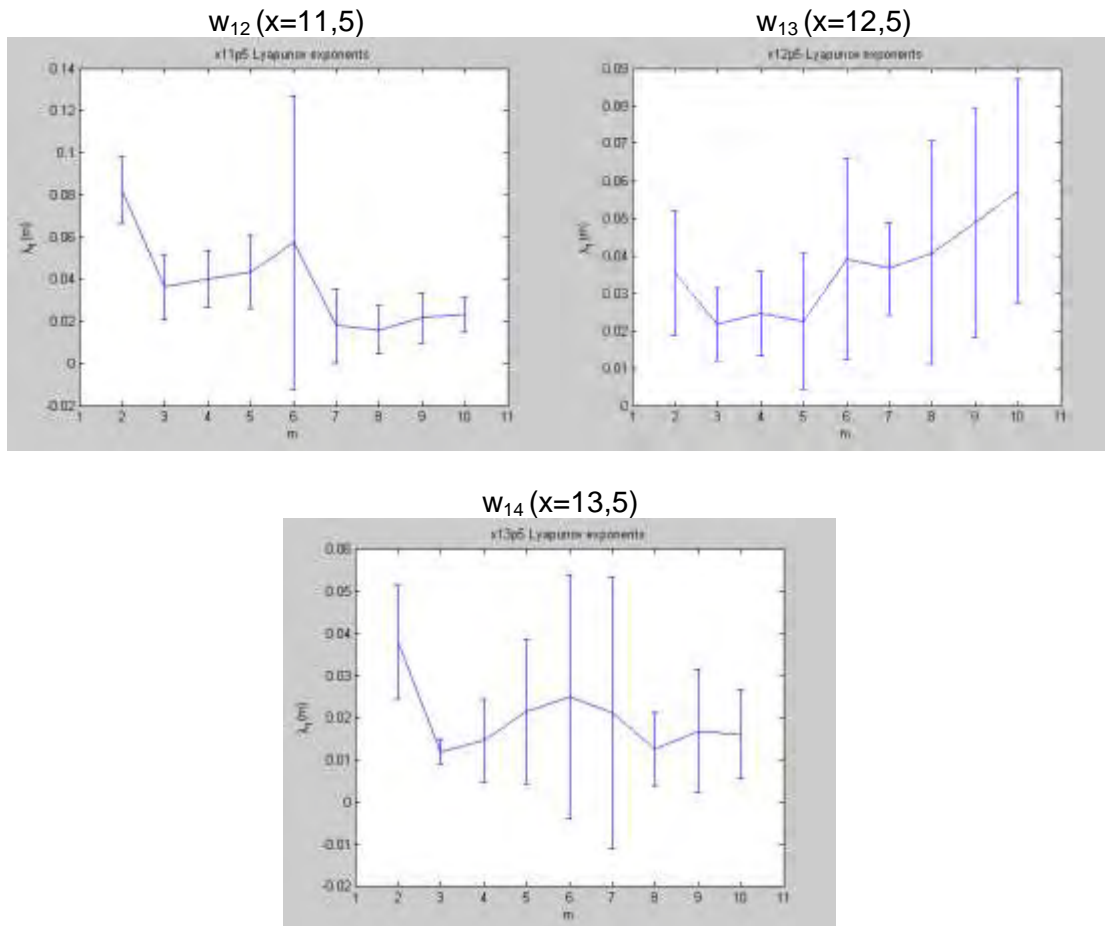 w₁₂ (x=11,5)
x11p5 Lyapunov exponents
0.14
0.12
0.1
0.08
0.06
0.04
0.02
0
-0.02
λ₁(m)
1 2 3 4 5 6 7 8 9 10 11
m
w₁₃ (x=12,5)
x12p5 Lyapunov exponents
0.09
0.08
0.07
0.06
0.05
0.04
0.03
0.02
0.01
0
λ₁(m)
1 2 3 4 5 6 7 8 9 10 11
m
w₁₄ (x=13,5)
x13p5 Lyapunov exponents
0.06
0.05
0.04
0.03
0.02
0.01
0
-0.01
-0.02
λ₁(m)
1 2 3 4 5 6 7 8 9 10 11
m